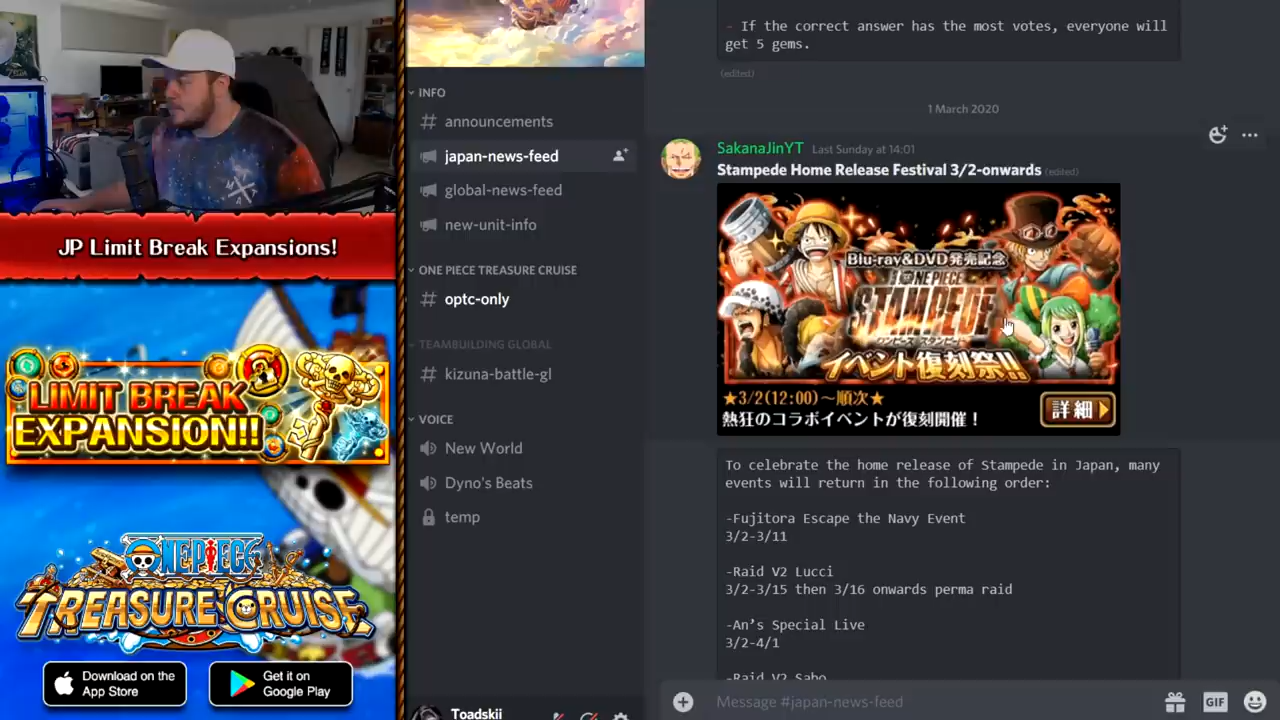 JP Limit Break Expansions!
LIMIT BREAK
EXPANSION!!
ONE PIECE
TREASURE CRUISE
Download on the
App Store
Get it on
Google Play
INFO
announcements
japan-news-feed
global-news-feed
new-unit-info
ONE PIECE TREASURE CRUISE
optc-only
TEAMBUILDING GLOBAL
kizuna-battle-gl
VOICE
New World
Dyno's Beats
temp
Toadskii
- If the correct answer has the most votes, everyone will
get 5 gems.
(edited)
1 March 2020
SakanaJinYT Last Sunday at 14:01
Stampede Home Release Festival 3/2-onwards (edited)
Blu-ray&DVD発売記念
ONE PIECE
STAMPEDE
イベント復刻祭!!
★3/2(12:00)～順次★
熱狂のコラボイベントが復刻開催！
詳細
To celebrate the home release of Stampede in Japan, many
events will return in the following order:
-Fujitora Escape the Navy Event
3/2-3/11
-Raid V2 Lucci
3/2-3/15 then 3/16 onwards perma raid
-An's Special Live
3/2-4/1
-Raid V2 Sabo
Message #japan-news-feed
GIF